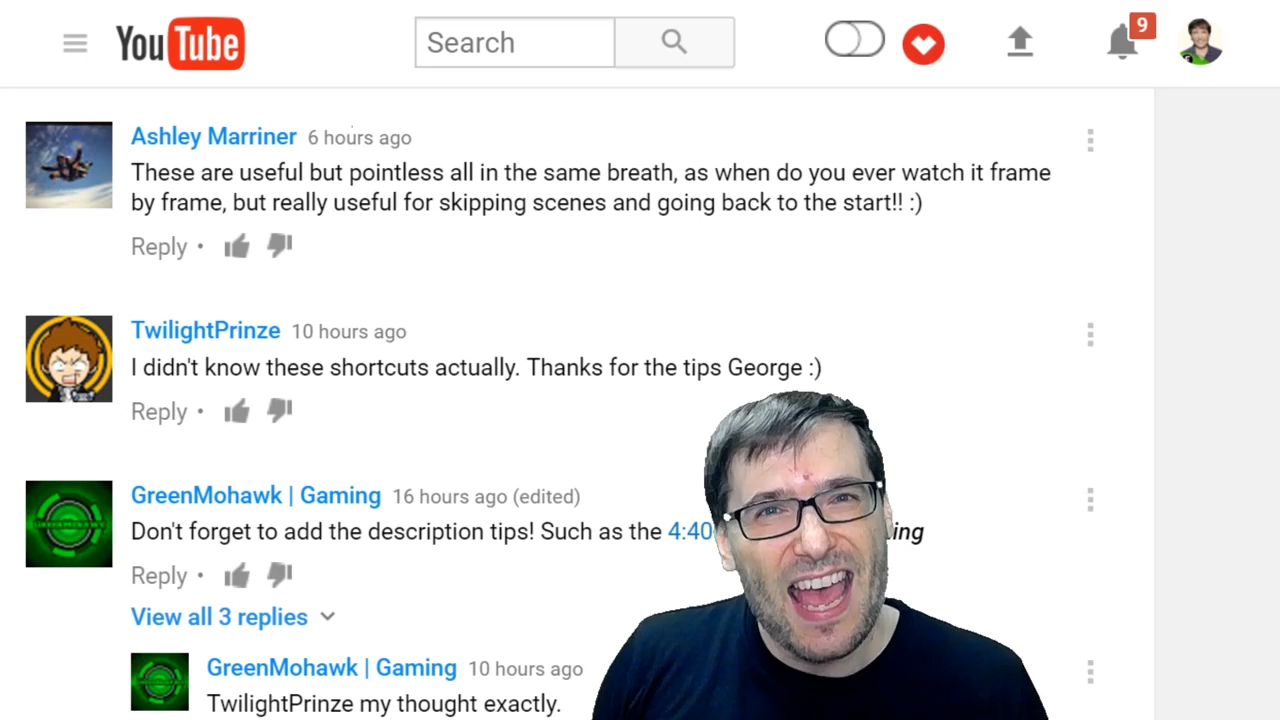 YouTube
Search
9
Ashley Marriner 6 hours ago
These are useful but pointless all in the same breath, as when do you ever watch it frame
by frame, but really useful for skipping scenes and going back to the start!! :)
Reply •
TwilightPrinze 10 hours ago
I didn't know these shortcuts actually. Thanks for the tips George :)
Reply •
GreenMohawk | Gaming 16 hours ago (edited)
Don't forget to add the description tips! Such as the 4:40 ing
Reply •
View all 3 replies
GreenMohawk | Gaming 10 hours ago
TwilightPrinze my thought exactly.